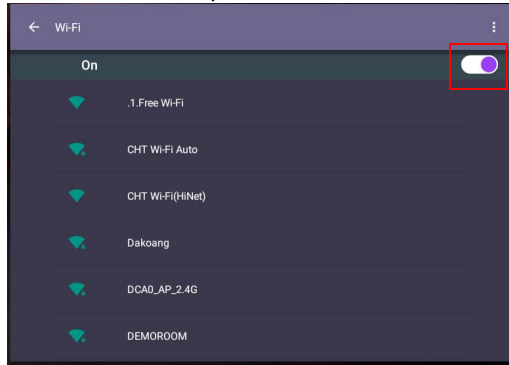 Wi-Fi
On
.1.Free Wi-Fi
CHT Wi-Fi Auto
CHT Wi-Fi(HiNet)
Dakoang
DCA0_AP_2.4G
DEMOROOM